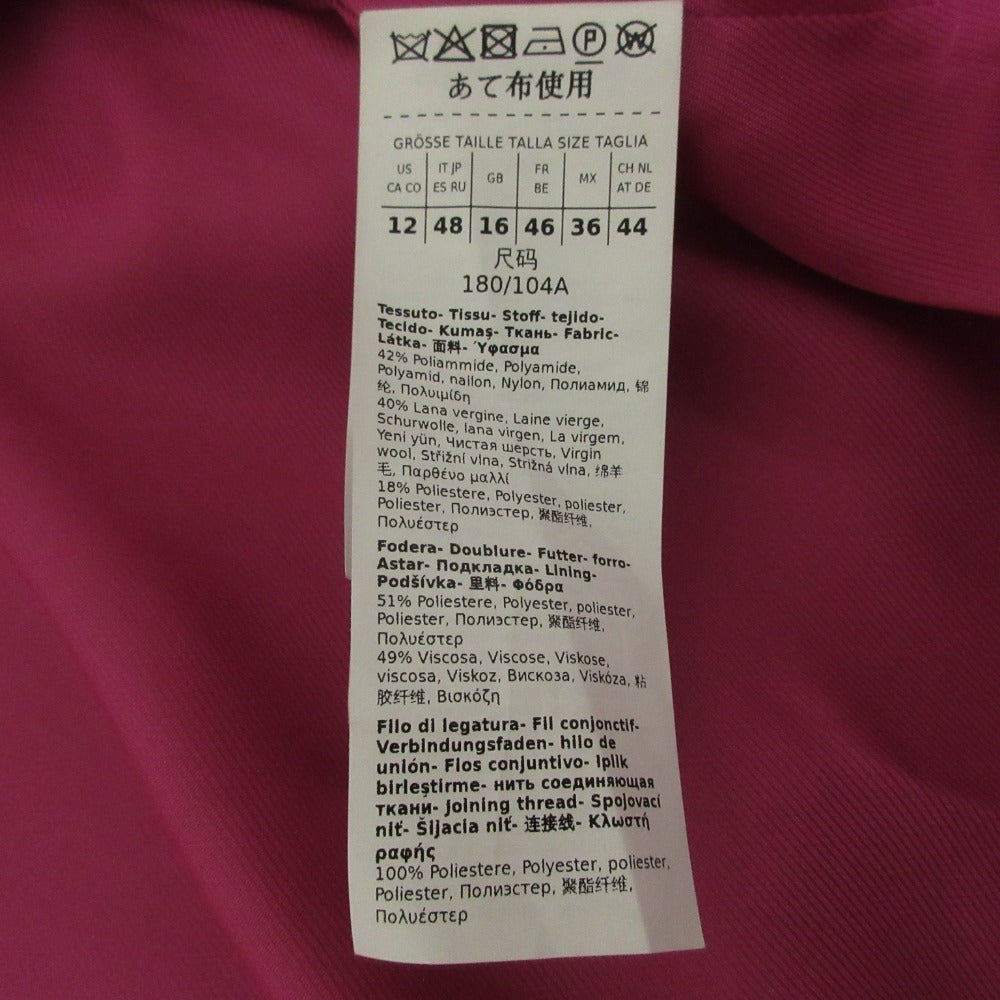 P W
あて布使用
GRÖSSE TAILLE TALLA SIZE TAGLIA
US CA CO IT JP ES RU GB FR BE MX CH NL AT DE
12 48 16 46 36 44
尺码
180/104A
Tessuto- Tissu- Stoff- tejido-
Tecido- Kumaş- Ткань- Fabric-
Látka- 面料- Ύφασμα
42% Poliammide, Polyamide,
Polyamid, nailon, Nylon, Полиамид, 锦
纶, Πολυιμίδη
40% Lana vergine, Laine vierge,
Schurwolle, lana virgen, La virgem,
Yeni yün, Чистая шерсть, Virgin
wool, Střižní vlna, Strižná vlna, 绵羊
毛, Παρθένο μαλλί
18% Poliestere, Polyester, poliester,
Poliester, Полиэстер, 聚酯纤维,
Πολυέστερ
Fodera- Doublure- Futter- forro-
Astar- Подкладка- Lining-
Podšívka- 里料- Φόδρα
51% Poliestere, Polyester, poliester,
Poliester, Полиэстер, 聚酯纤维,
Πολυέστερ
49% Viscosa, Viscose, Viskose,
viscosa, Viskoz, Вискоза, Viskóza, 粘
胶纤维, Βισκόζη
Filo di legatura- Fil conjonctif-
Verbindungsfaden- hilo de
unión- Fios conjuntivo- Iplik
birleştirme- нить соединяющая
ткани- Joining thread- Spojovací
niť- Šijacia niť- 连接线- Κλωστή
ραφής
100% Poliestere, Polyester, poliester,
Poliester, Полиэстер, 聚酯纤维,
Πολυέστερ